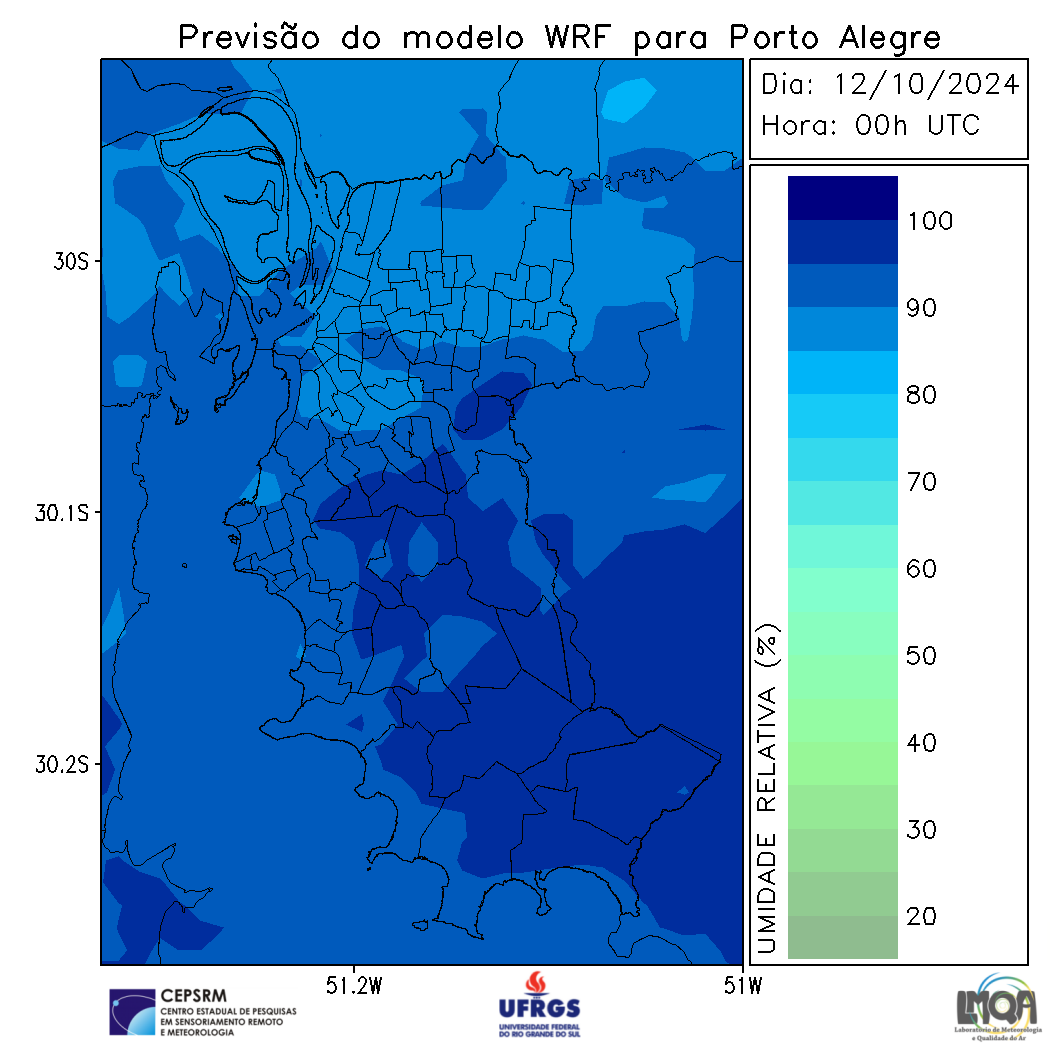 Previsão do modelo WRF para Porto Alegre
Dia: 12/10/2024
Hora: 00h UTC
30S
30.1S
30.2S
51.2W
51W
UMIDADE RELATIVA (%)
100
90
80
70
60
50
40
30
20
CEPSRM
CENTRO ESTADUAL DE PESQUISAS
EM SENSORIAMENTO REMOTO
E METEOROLOGIA
UFRGS
UNIVERSIDADE FEDERAL
DO RIO GRANDE DO SUL
LMQA
Laboratório de Meteorologia
e Qualidade do Ar